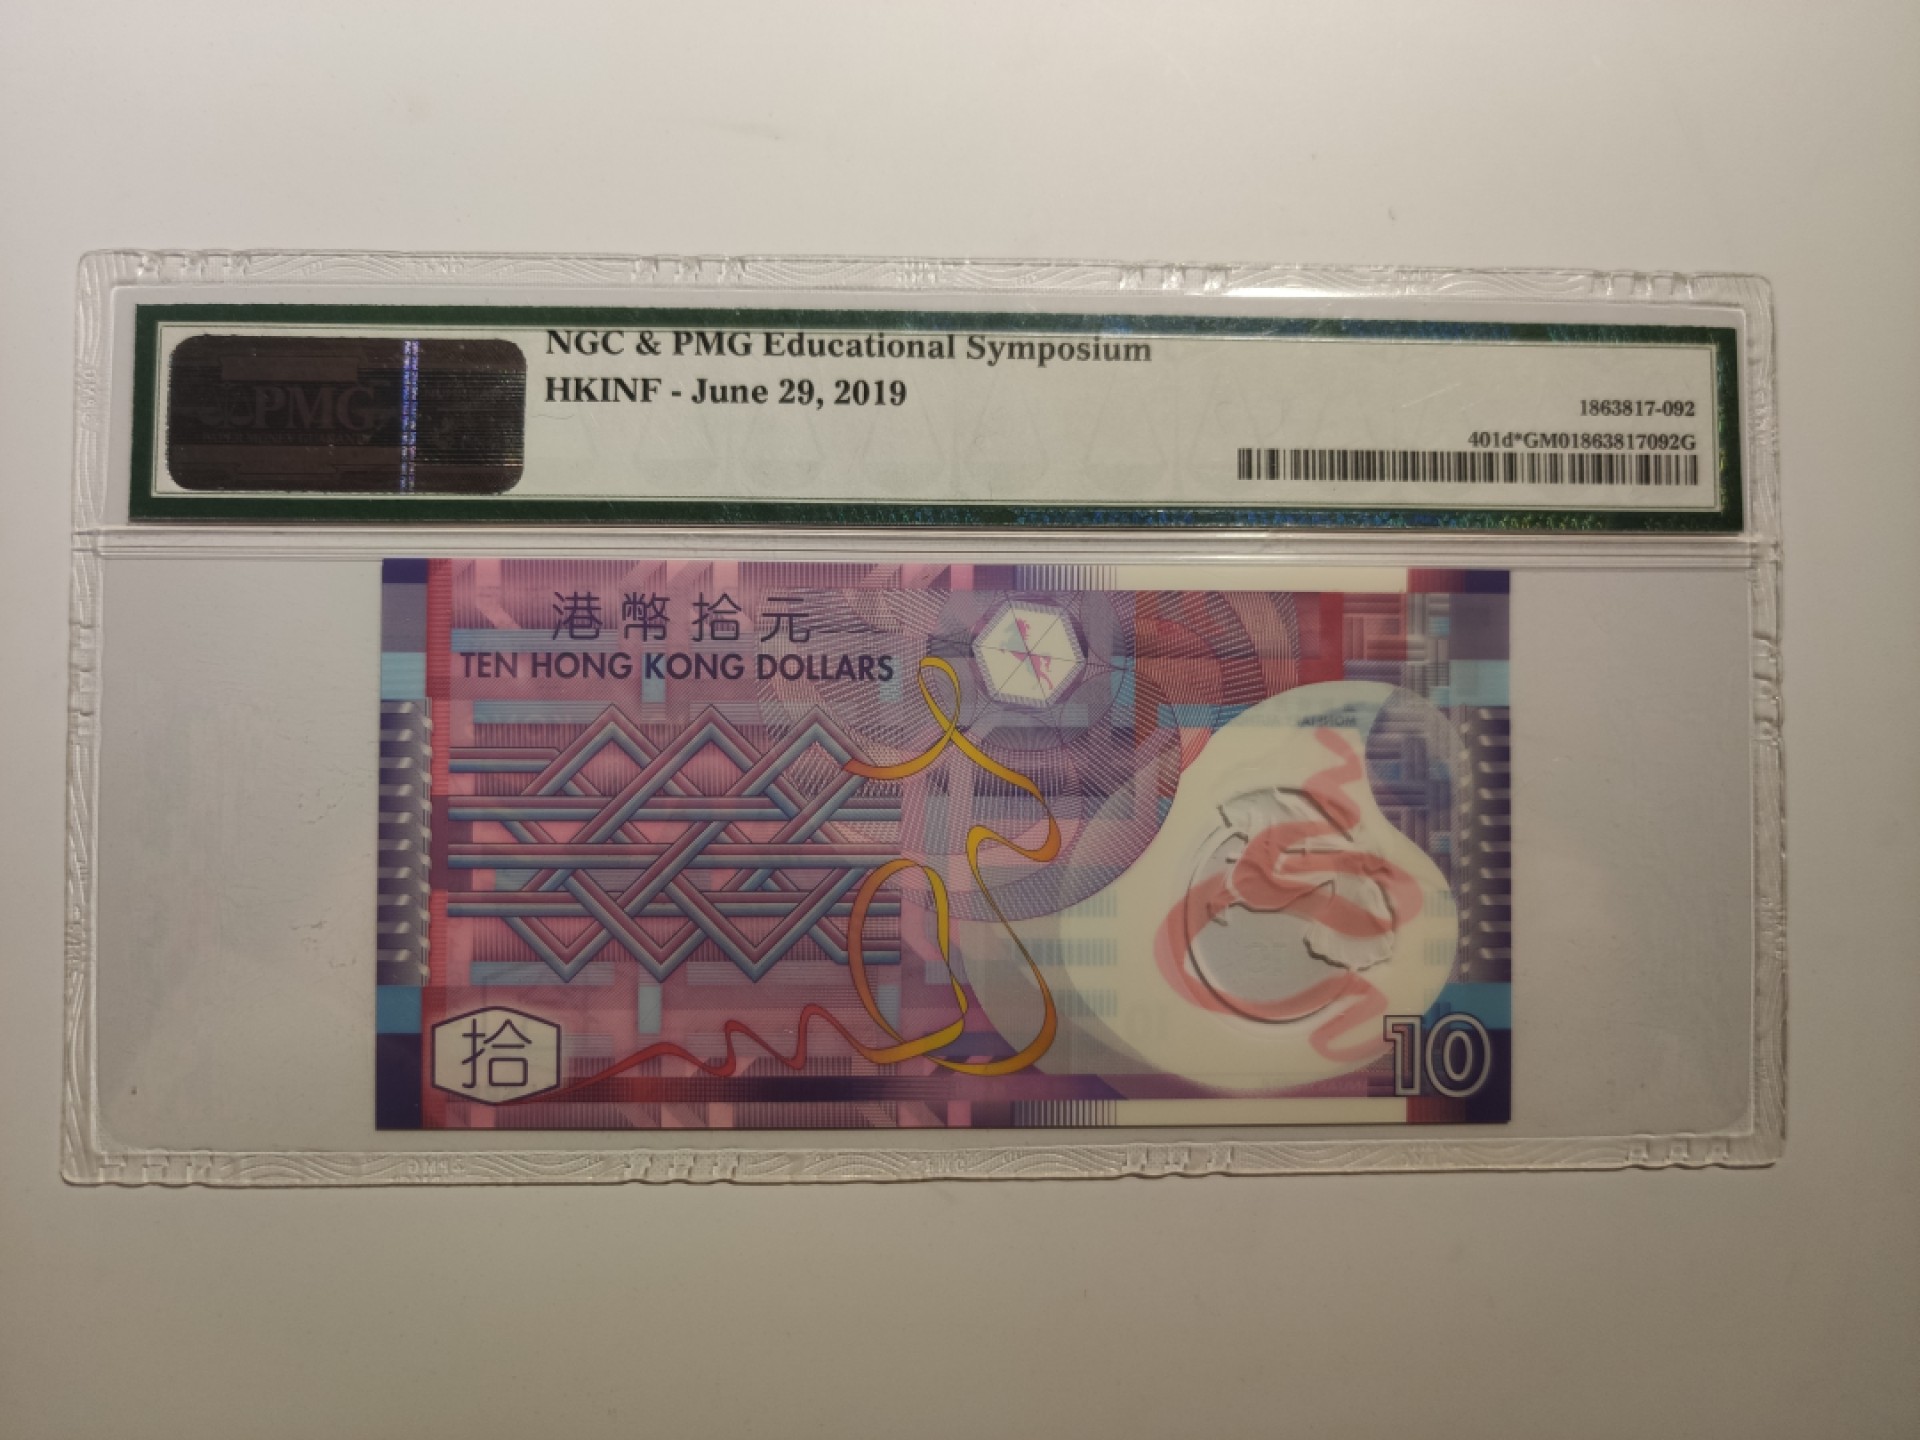 NGC & PMG Educational Symposium
HKINF - June 29, 2019
PMG
1863817-092
401d*GM01863817092G
港幣拾元
TEN HONG KONG DOLLARS
拾
10